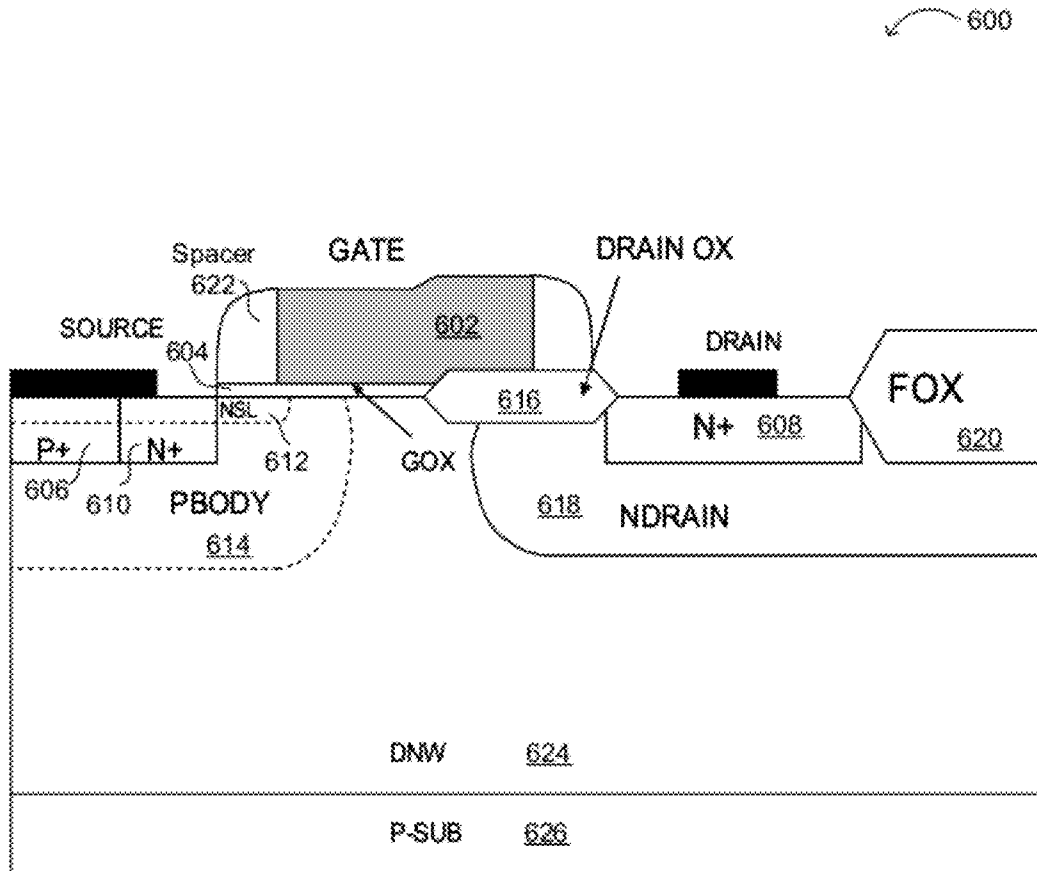 600
GATE
DRAIN OX
Spacer
622
SOURCE
602
604
DRAIN
616
FOX
NSL
N+ 608
P+ N+
612
GOX
620
606
610
PBODY
618
NDRAIN
614
DNW 624
P-SUB 626